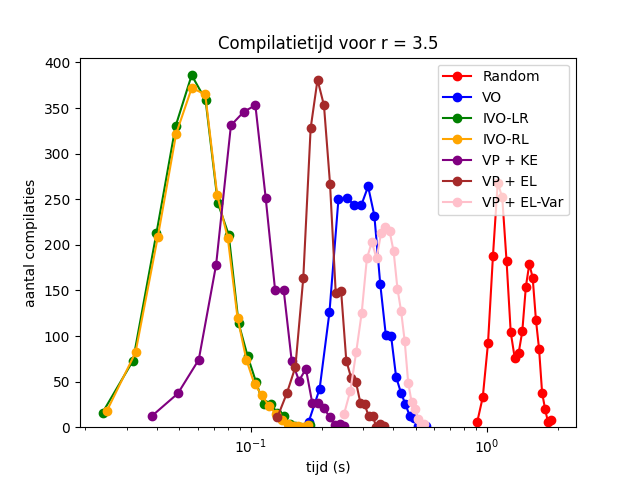 Compilatietijd voor r = 3.5
aantal compilaties
400
350
300
250
200
150
100
50
0
Random
VO
IVO-LR
IVO-RL
VP + KE
VP + EL
VP + EL-Var
10⁻¹
10⁰
tijd (s)